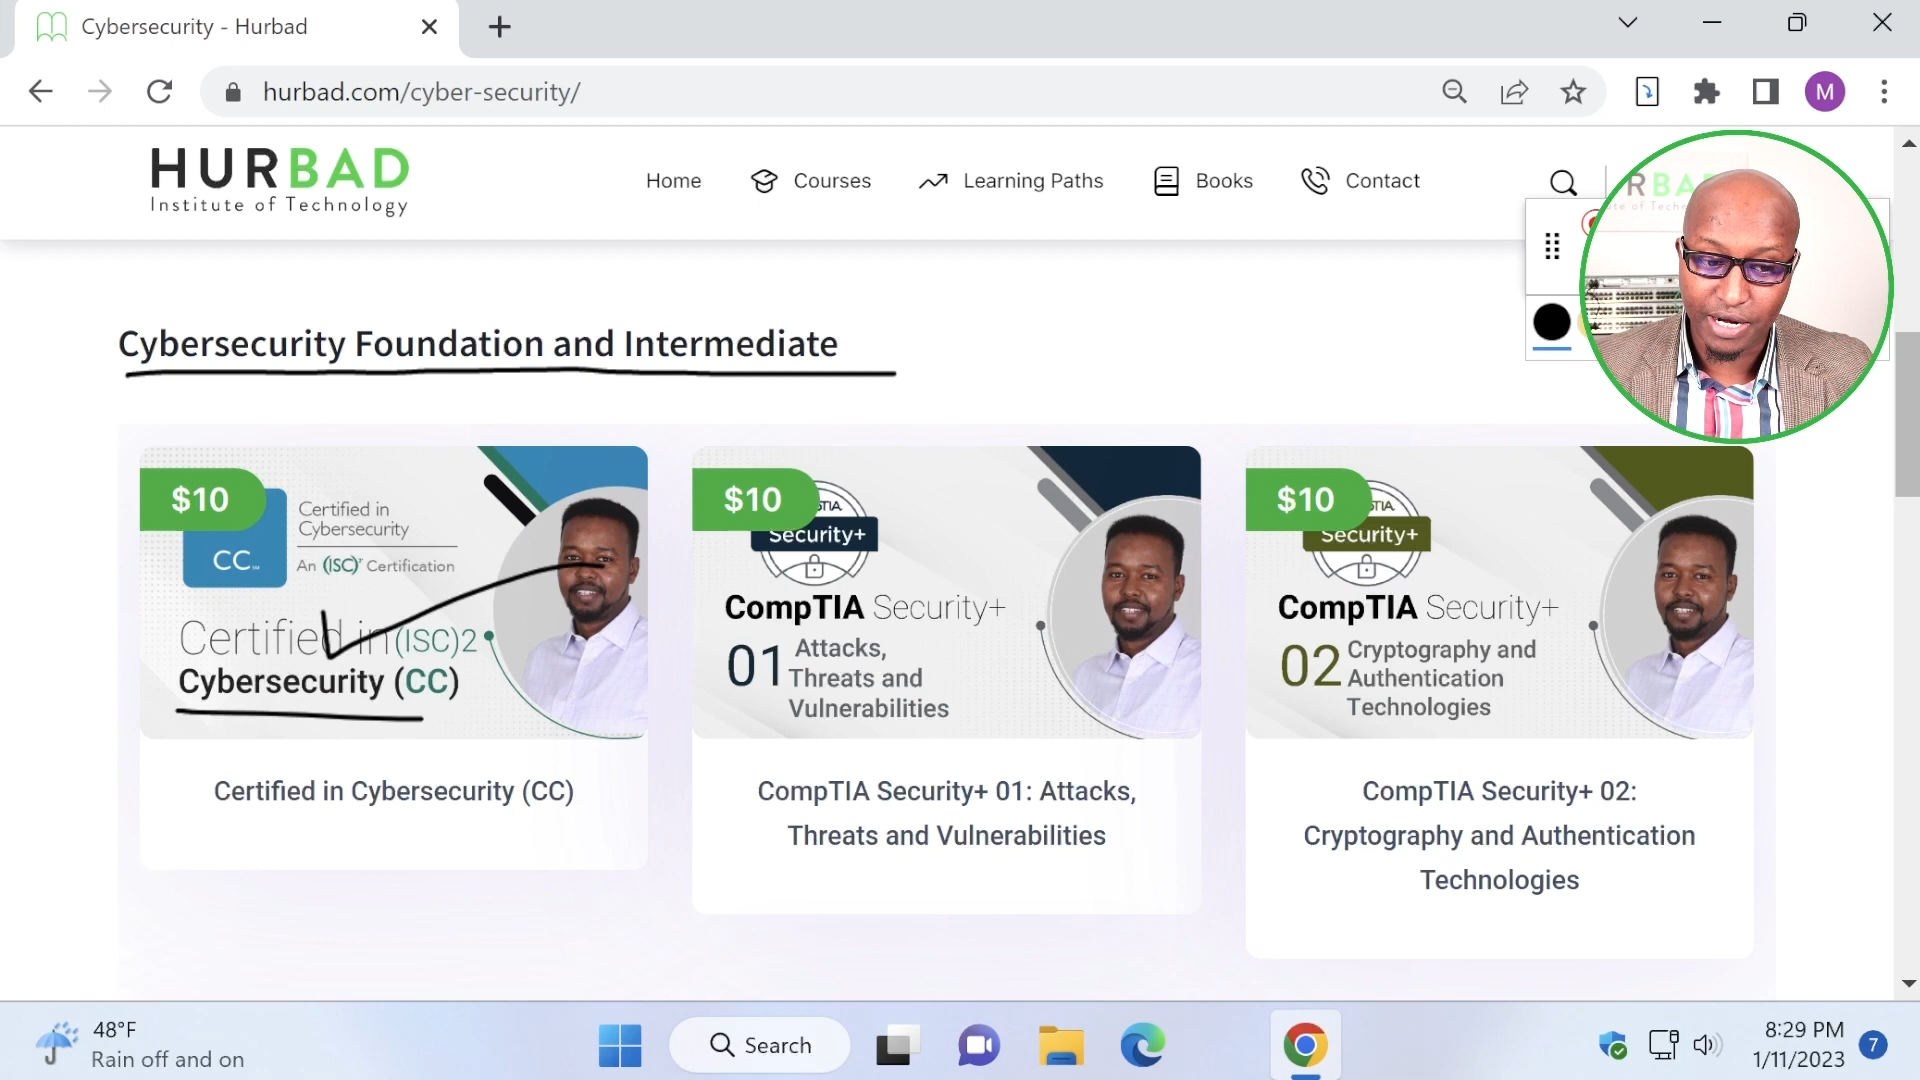 Cybersecurity - Hurbad
hurbad.com/cyber-security/
M
HURBAD
Institute of Technology
Home
Courses
Learning Paths
Books
Contact
Cybersecurity Foundation and Intermediate
$10
CC
Certified in
Cybersecurity
An (ISC)² Certification
Certified in (ISC)2
Cybersecurity (CC)
Certified in Cybersecurity (CC)
$10
Security+
CompTIA Security+
01 Attacks,
Threats and
Vulnerabilities
CompTIA Security+ 01: Attacks,
Threats and Vulnerabilities
$10
Security+
CompTIA Security+
02 Cryptography and
Authentication
Technologies
CompTIA Security+ 02:
Cryptography and Authentication
Technologies
48°F
Rain off and on
Search
8:29 PM
1/11/2023
7